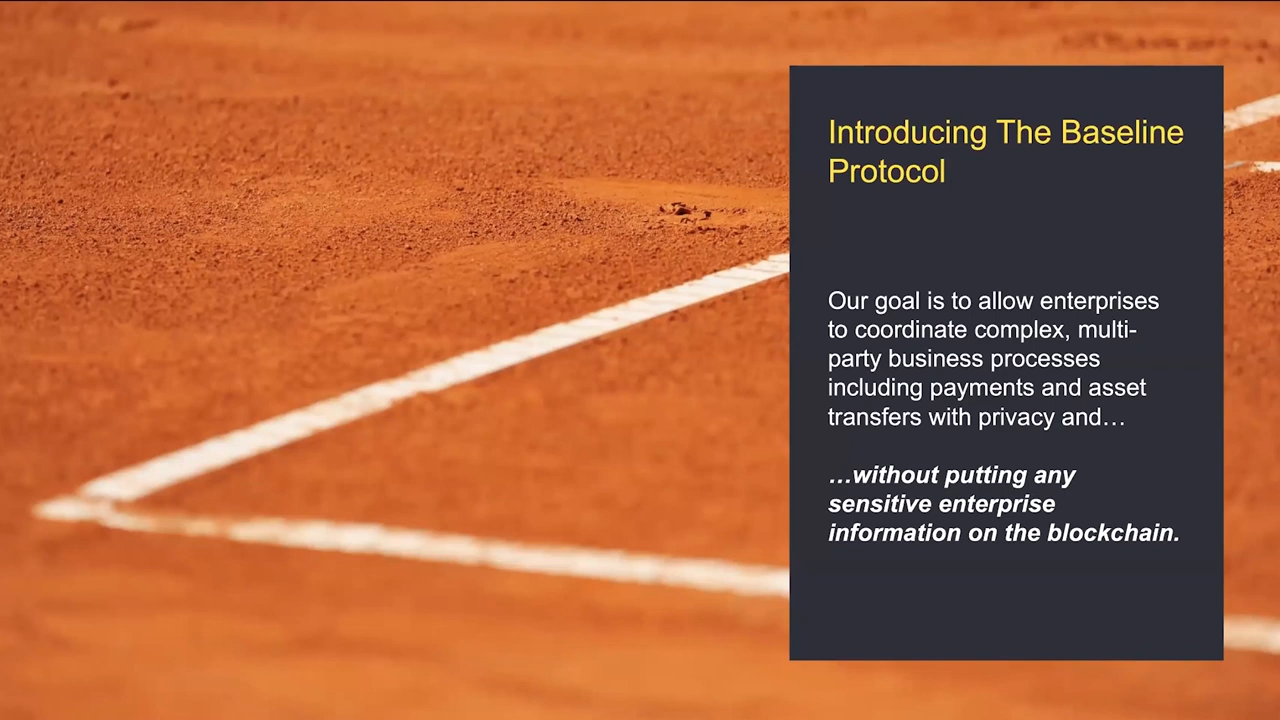 Introducing The Baseline
Protocol
Our goal is to allow enterprises
to coordinate complex, multi-
party business processes
including payments and asset
transfers with privacy and…
…without putting any
sensitive enterprise
information on the blockchain.